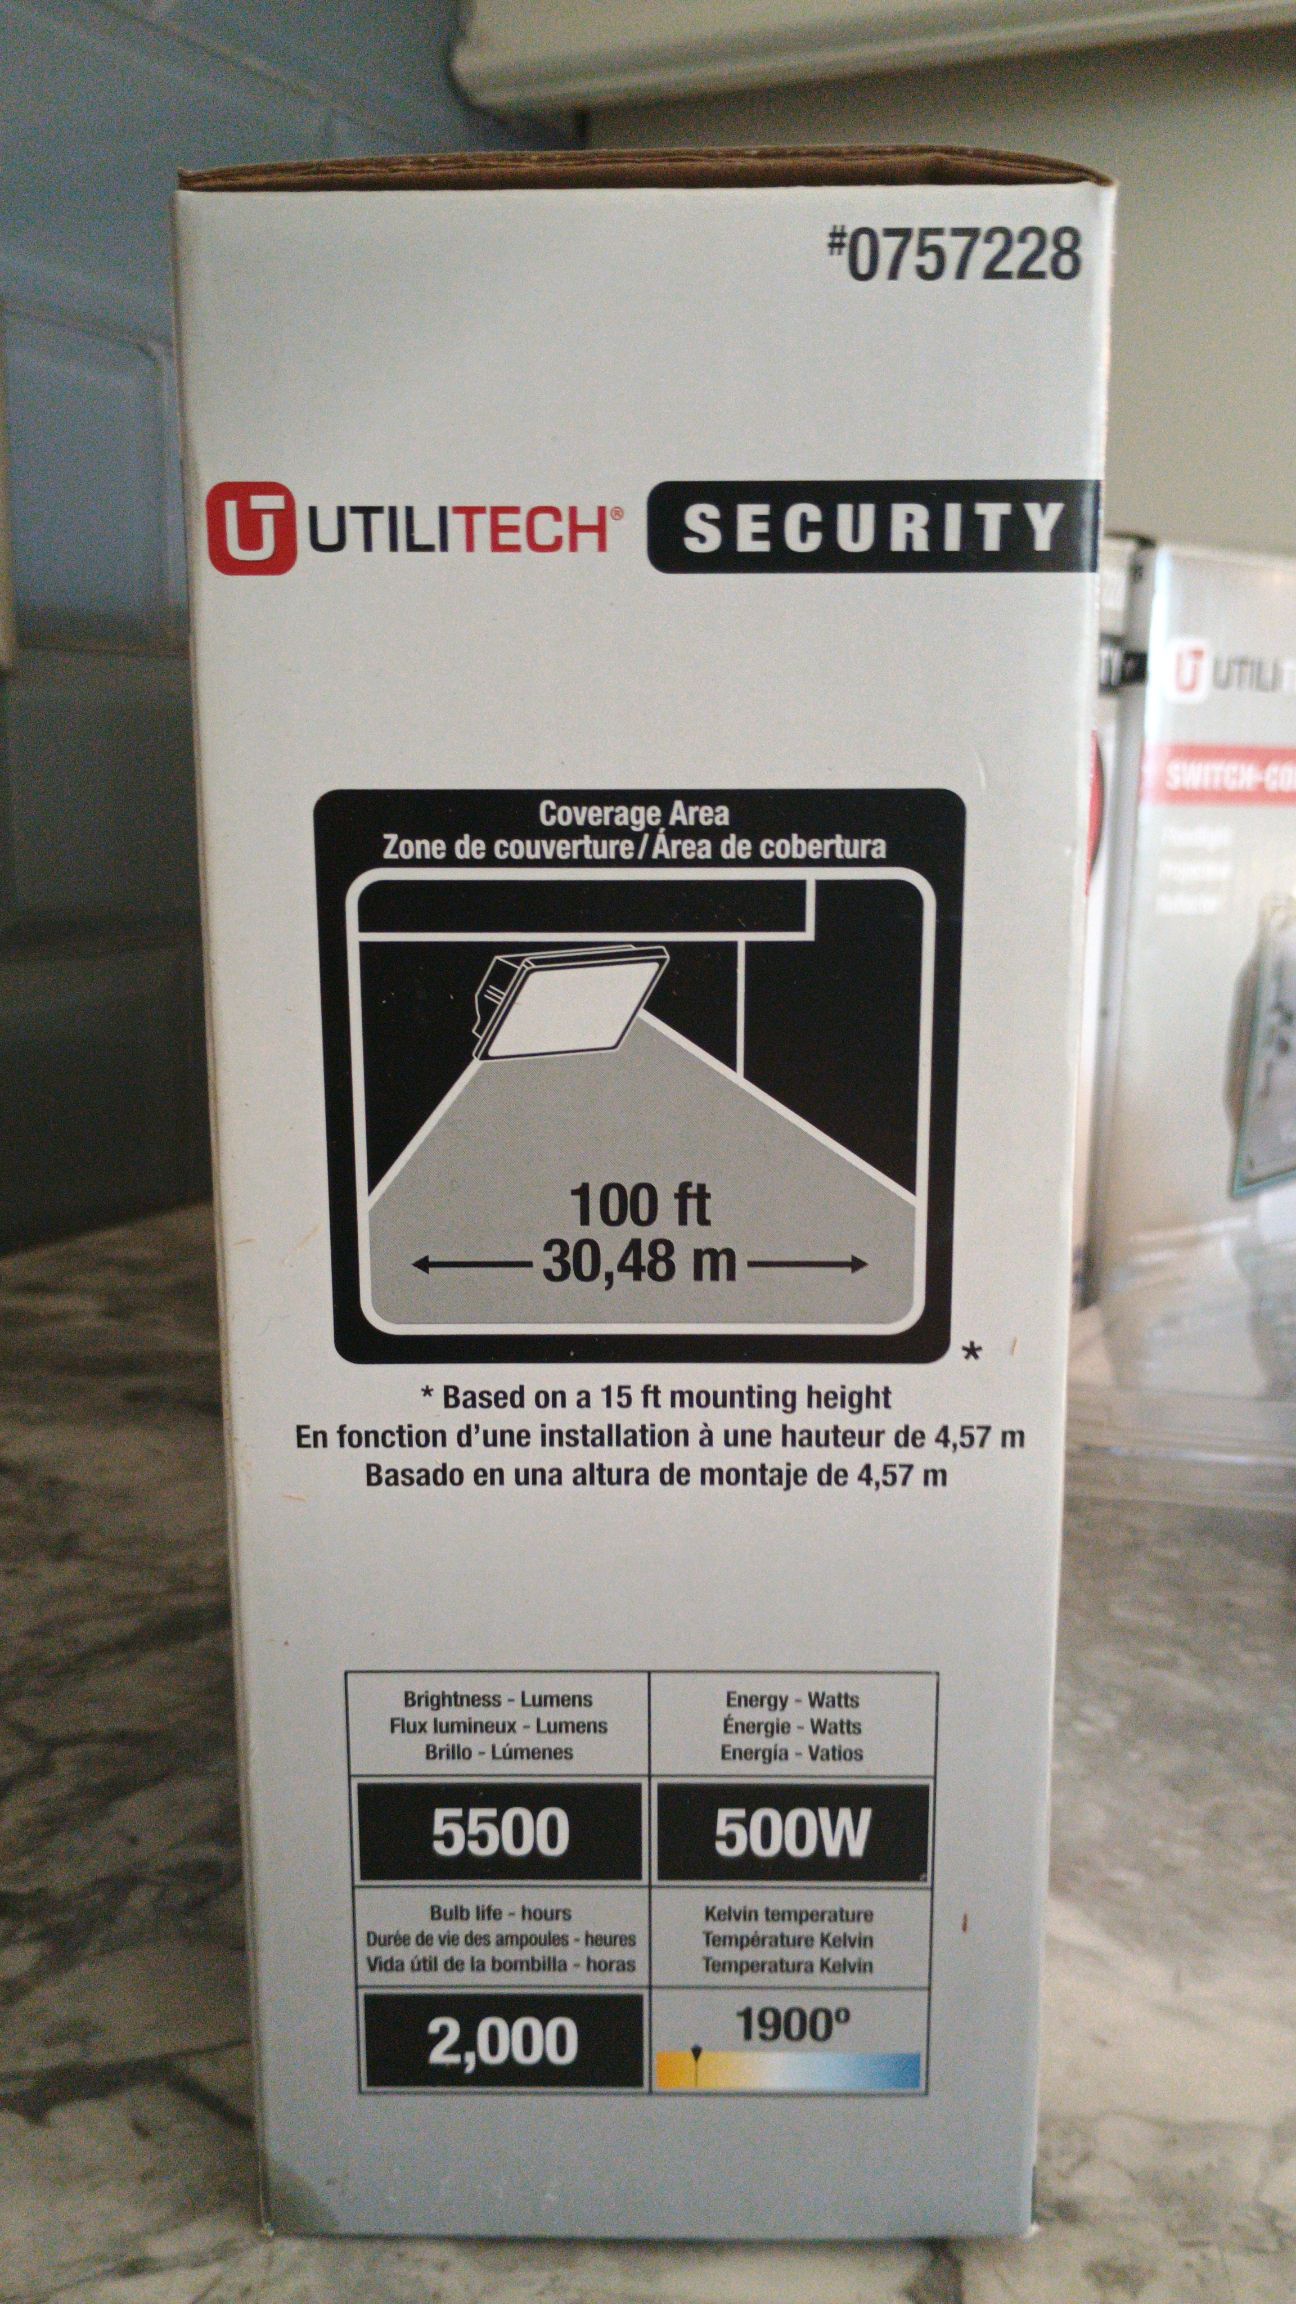 #0757228
UTILITECH® SECURITY
Coverage Area
Zone de couverture/Área de cobertura
100 ft
30,48 m
*
* Based on a 15 ft mounting height
En fonction d'une installation à une hauteur de 4,57 m
Basado en una altura de montaje de 4,57 m
Brightness - Lumens
Flux lumineux - Lumens
Brillo - Lúmenes
Energy - Watts
Énergie - Watts
Energía - Vatios
5500
500W
Bulb life - hours
Durée de vie des ampoules - heures
Vida útil de la bombilla - horas
Kelvin temperature
Température Kelvin
Temperatura Kelvin
2,000
1900º
UTILI
SWITCH-CO